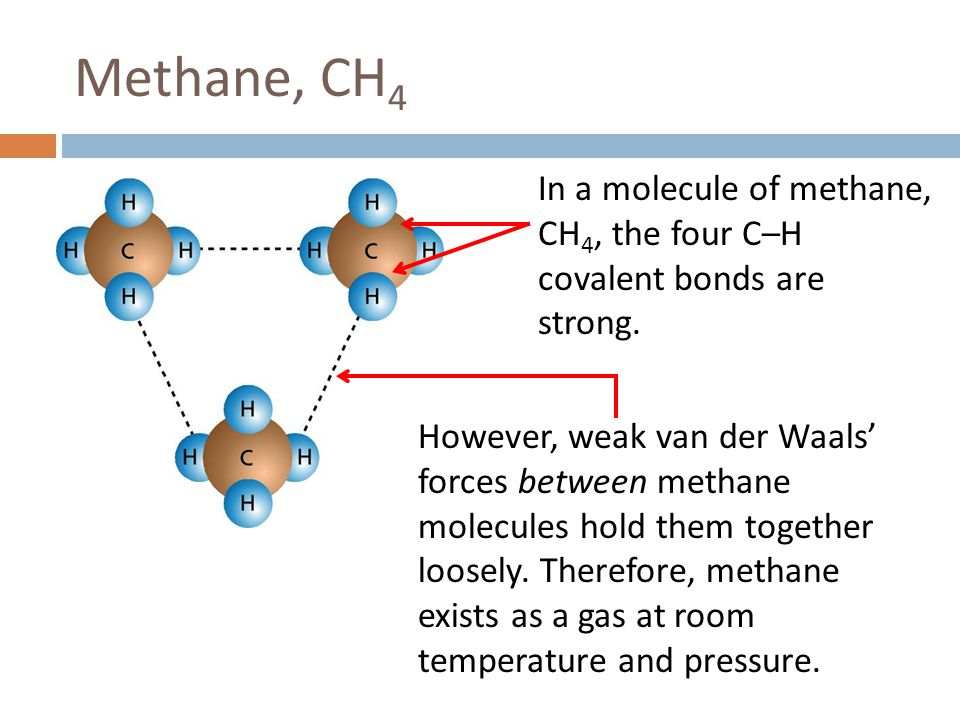 Methane, CH4
H
H
H
C
H
H
C
H
H
H
H
H
H
C
H
H
In a molecule of methane,
CH4, the four C–H
covalent bonds are
strong.
However, weak van der Waals’
forces between methane
molecules hold them together
loosely. Therefore, methane
exists as a gas at room
temperature and pressure.